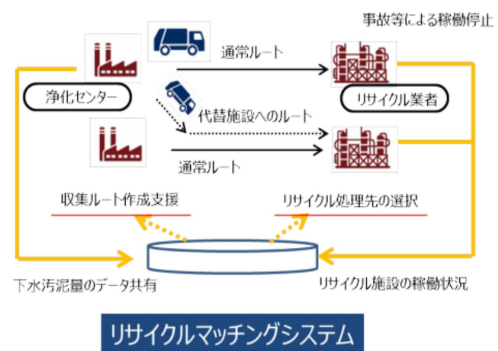 事故等による稼働停止
通常ルート
浄化センター
リサイクル業者
代替施設へのルート
通常ルート
収集ルート作成支援
リサイクル処理先の選択
下水汚泥量のデータ共有
リサイクル施設の稼働状況
リサイクルマッチングシステム